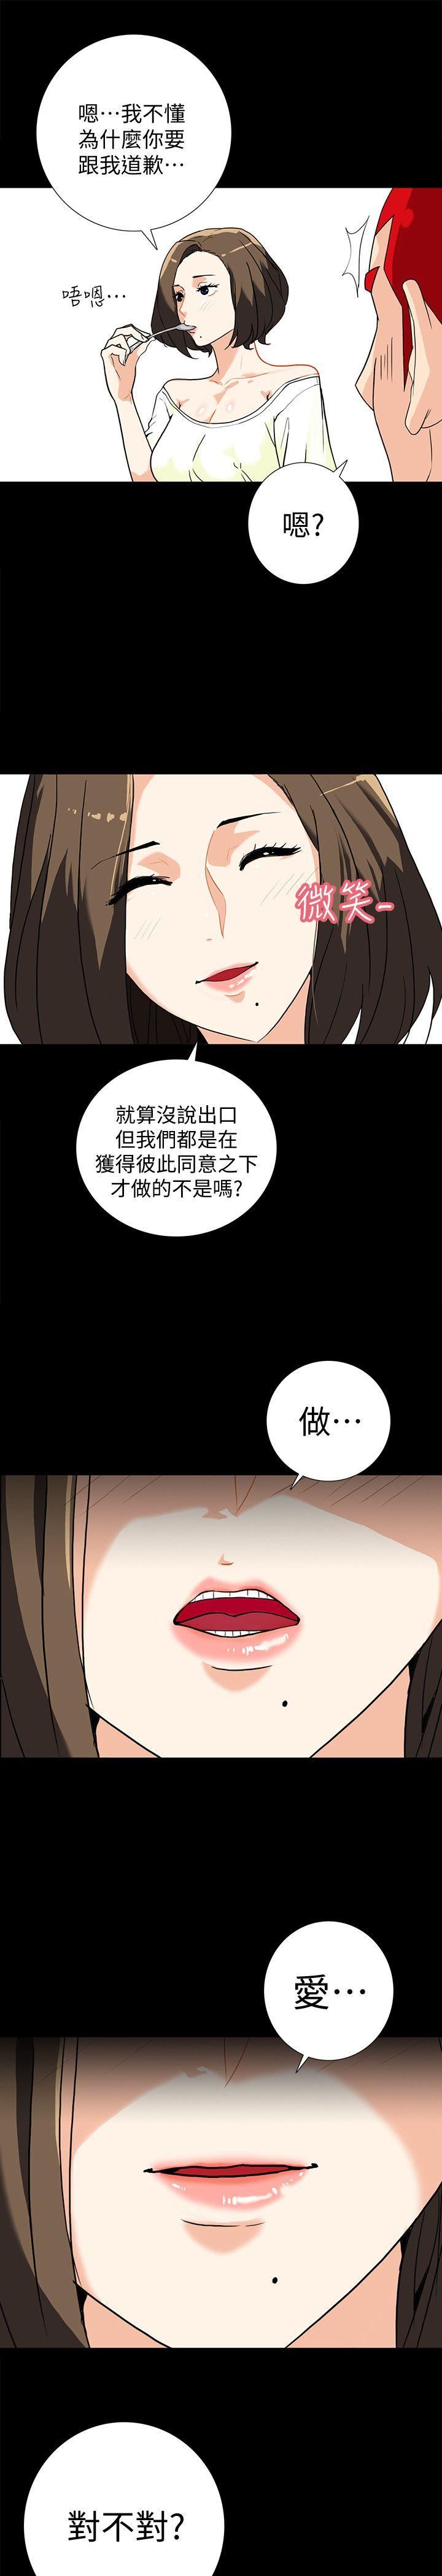 嗯⋯我不懂
為什麼你要
跟我道歉⋯
唔嗯⋯
嗯?
微笑-
就算沒說出口
但我們都是在
獲得彼此同意之下
才做的不是嗎?
做⋯
愛⋯
對不對?